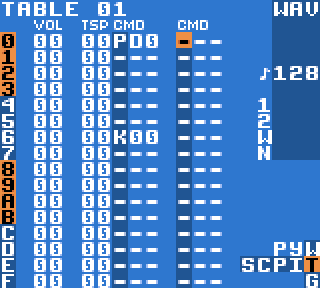 TABLE 01 WAV
VOL TSP CMD CMD
0 00 00 PD0 ---
1 00 00 --- ---
2 00 00 --- --- ♪128
3 00 00 --- ---
4 00 00 --- --- 1
5 00 00 --- --- 2
6 00 00 K00 --- W
7 00 00 --- --- N
8 00 00 --- ---
9 00 00 --- ---
A 00 00 --- ---
B 00 00 --- ---
C 00 00 --- ---
D 00 00 --- --- PYW
E 00 00 --- --- SCPIT
F 00 00 --- --- G